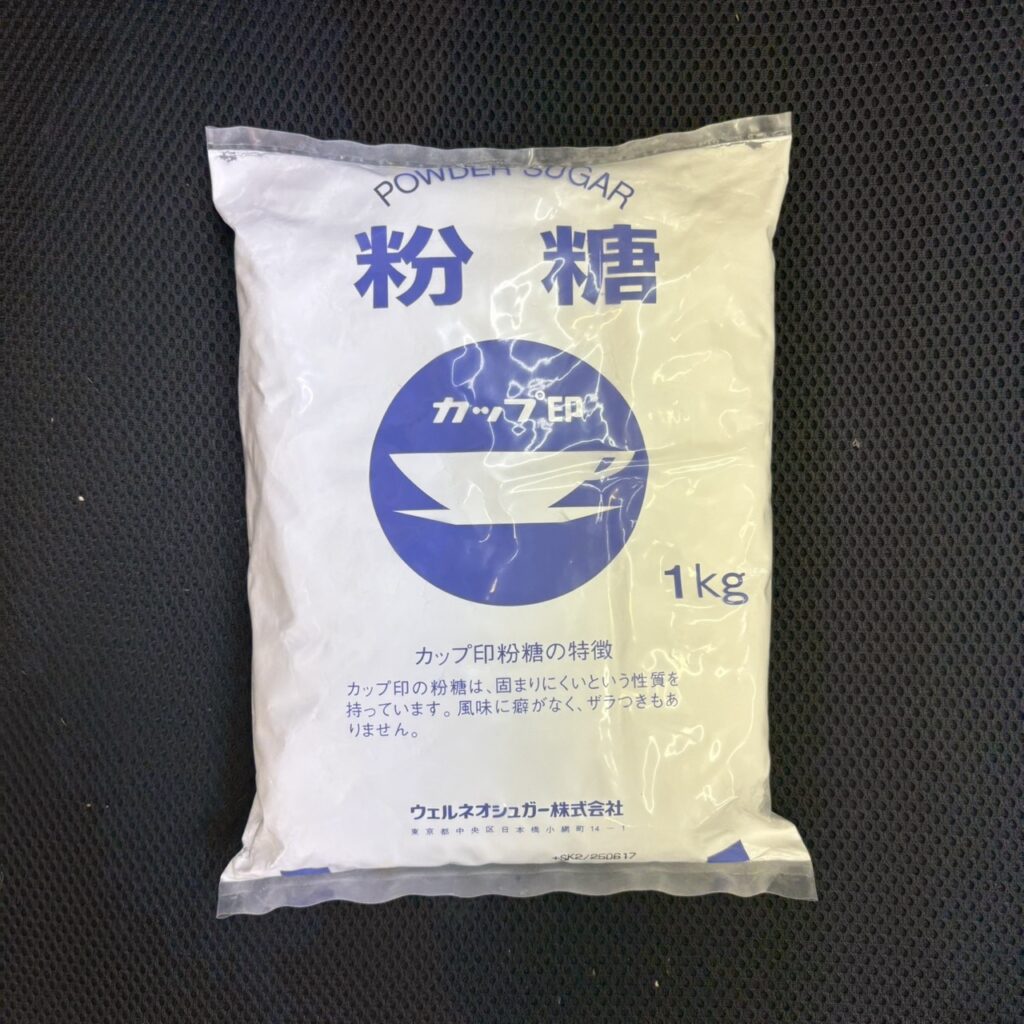 POWDER SUGAR
粉糖
カップ印
1kg
カップ印粉糖の特徴
カップ印の粉糖は、固まりにくいという性質を
持っています。風味に癖がなく、ザラつきもあ
りません。
ウェルネオシュガー株式会社
東京都中央区日本橋小網町14－1
+SK2/250617